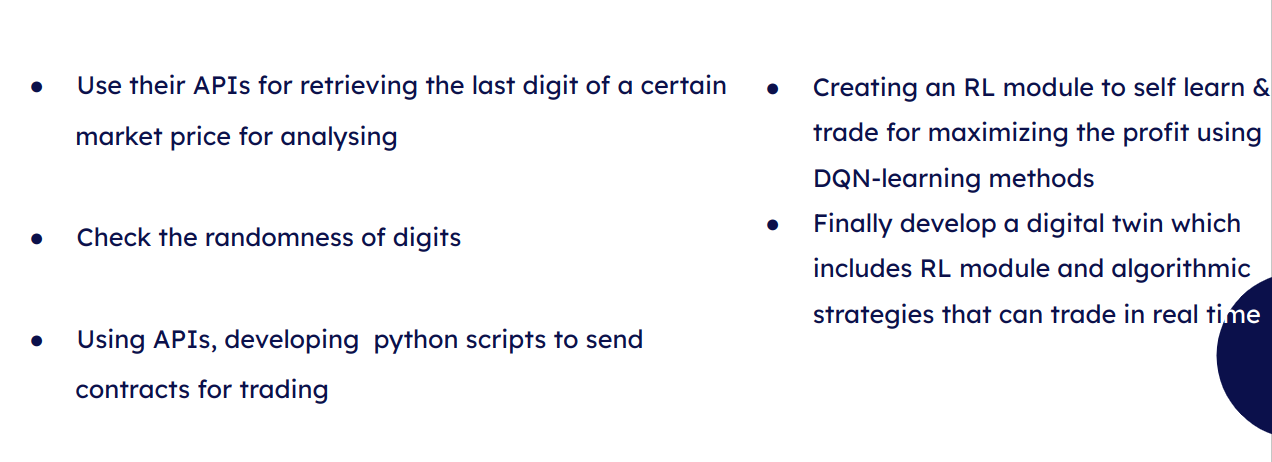 ● Use their APIs for retrieving the last digit of a certain
market price for analysing
● Check the randomness of digits
● Using APIs, developing  python scripts to send
contracts for trading
● Creating an RL module to self learn &
trade for maximizing the profit using
DQN-learning methods
● Finally develop a digital twin which
includes RL module and algorithmic
strategies that can trade in real time